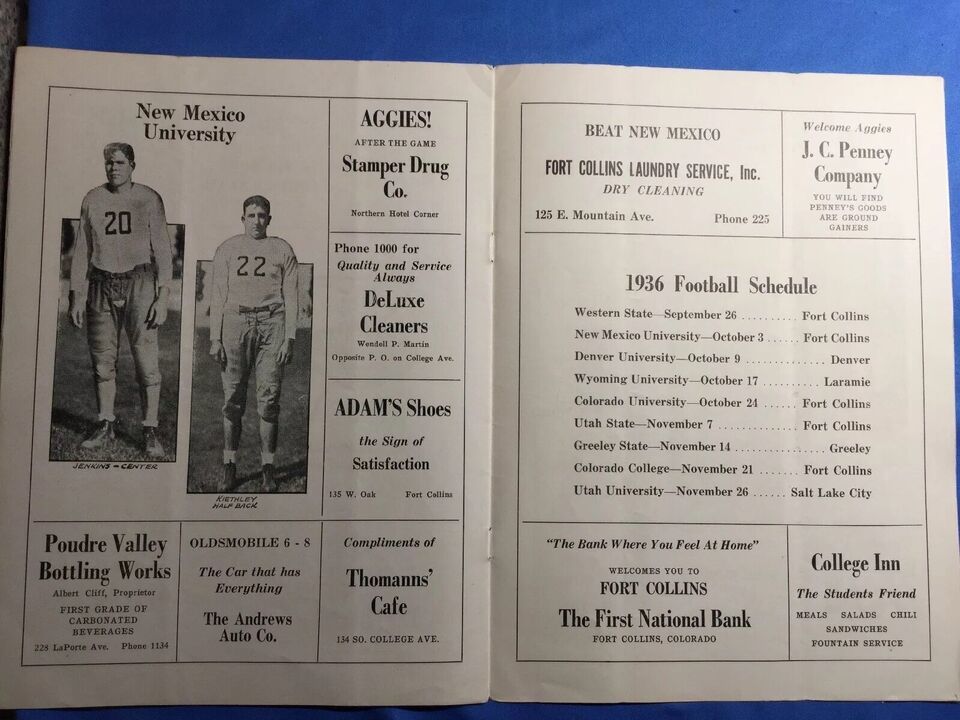 New Mexico
University
20
22
JENKINS - CENTER
KIETHLEY
HALF BACK
AGGIES!
AFTER THE GAME
Stamper Drug
Co.
Northern Hotel Corner
Phone 1000 for
Quality and Service
Always
DeLuxe
Cleaners
Wendell P. Martin
Opposite P. O. on College Ave.
ADAM'S Shoes
the Sign of
Satisfaction
135 W. Oak Fort Collins
Poudre Valley
Bottling Works
Albert Cliff, Proprietor
FIRST GRADE OF
CARBONATED
BEVERAGES
228 LaPorte Ave. Phone 1134
OLDSMOBILE 6 - 8
The Car that has
Everything
The Andrews
Auto Co.
Compliments of
Thomanns'
Cafe
134 SO. COLLEGE AVE.
BEAT NEW MEXICO
FORT COLLINS LAUNDRY SERVICE, Inc.
DRY CLEANING
125 E. Mountain Ave. Phone 225
Welcome Aggies
J. C. Penney
Company
YOU WILL FIND
PENNEY'S GOODS
ARE GROUND
GAINERS
1936 Football Schedule
Western State—September 26 .......... Fort Collins
New Mexico University—October 3 ...... Fort Collins
Denver University—October 9 ............... Denver
Wyoming University—October 17 .......... Laramie
Colorado University—October 24 ...... Fort Collins
Utah State—November 7 .............. Fort Collins
Greeley State—November 14 ................ Greeley
Colorado College—November 21 ....... Fort Collins
Utah University—November 26 ...... Salt Lake City
"The Bank Where You Feel At Home"
WELCOMES YOU TO
FORT COLLINS
The First National Bank
FORT COLLINS, COLORADO
College Inn
The Students Friend
MEALS SALADS CHILI
SANDWICHES
FOUNTAIN SERVICE